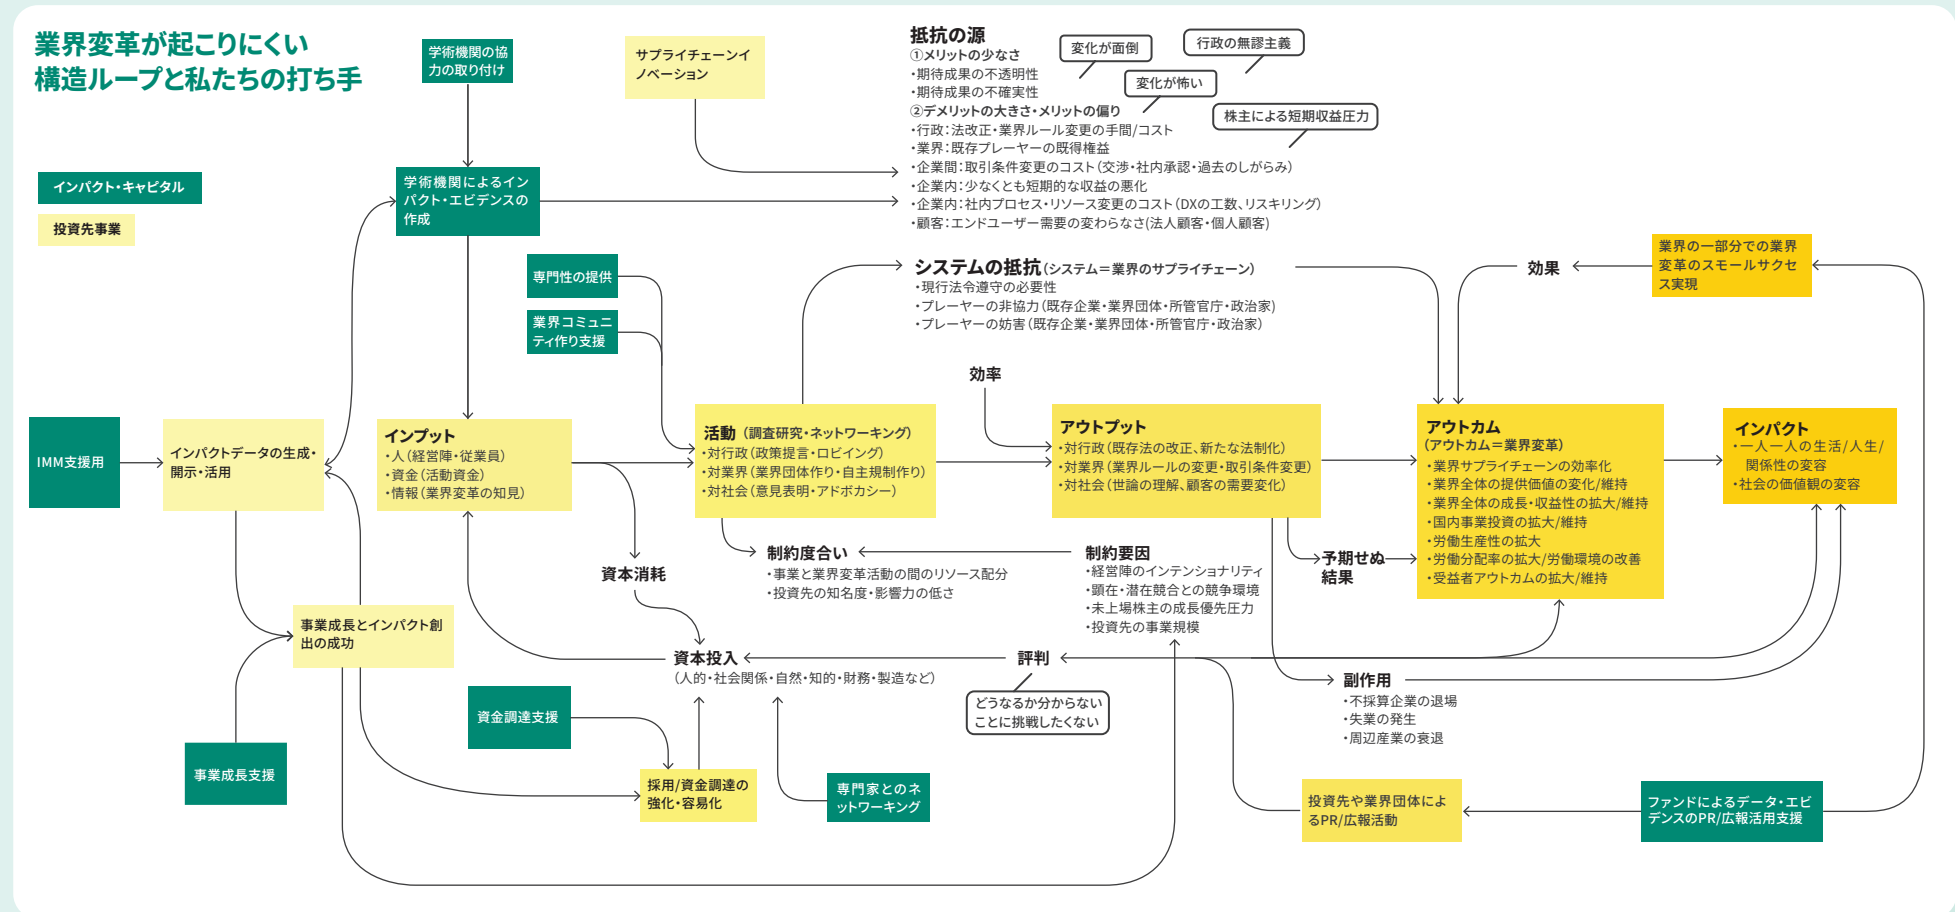 業界変革が起こりにくい
構造ループと私たちの打ち手
インパクト・キャピタル
投資先事業
学術機関の協
力の取り付け
サプライチェーンイ
ノベーション
抵抗の源
①メリットの少なさ
・期待成果の不透明性
・期待成果の不確実性
②デメリットの大きさ・メリットの偏り
・行政：法改正・業界ルール変更の手間/コスト
・業界：既存プレーヤーの既得権益
・企業間：取引条件変更のコスト（交渉・社内承認・過去のしがらみ）
・企業内：少なくとも短期的な収益の悪化
・企業内：社内プロセス・リソース変更のコスト（DXの工数、リスキリング）
・顧客：エンドユーザー需要の変わらなさ(法人顧客・個人顧客)
変化が面倒
行政の無謬主義
変化が怖い
株主による短期収益圧力
学術機関によるイン
パクト・エビデンスの
作成
専門性の提供
業界コミュニ
ティ作り支援
システムの抵抗（システム＝業界のサプライチェーン）
・現行法令遵守の必要性
・プレーヤーの非協力（既存企業・業界団体・所管官庁・政治家)
・プレーヤーの妨害（既存企業・業界団体・所管官庁・政治家）
効果
業界の一部分での業界
変革のスモールサクセ
ス実現
効率
IMM支援用
インパクトデータの生成・
開示・活用
インプット
・人（経営陣・従業員）
・資金（活動資金）
・情報（業界変革の知見）
活動（調査研究・ネットワーキング）
・対行政（政策提言・ロビイング）
・対業界（業界団体作り・自主規制作り）
・対社会（意見表明・アドボカシー）
アウトプット
・対行政（既存法の改正、新たな法制化）
・対業界（業界ルールの変更・取引条件変更）
・対社会（世論の理解、顧客の需要変化）
アウトカム
（アウトカム＝業界変革）
・業界サプライチェーンの効率化
・業界全体の提供価値の変化/維持
・業界全体の成長・収益性の拡大/維持
・国内事業投資の拡大/維持
・労働生産性の拡大
・労働分配率の拡大/労働環境の改善
・受益者アウトカムの拡大/維持
インパクト
・一人一人の生活/人生/
関係性の変容
・社会の価値観の変容
資本消耗
制約度合い
・事業と業界変革活動の間のリソース配分
・投資先の知名度・影響力の低さ
制約要因
・経営陣のインテンショナリティ
・顕在・潜在競合との競争環境
・未上場株主の成長優先圧力
・投資先の事業規模
予期せぬ
結果
事業成長とインパクト創
出の成功
資本投入
（人的・社会関係・自然・知的・財務・製造など）
評判
どうなるか分からない
ことに挑戦したくない
副作用
・不採算企業の退場
・失業の発生
・周辺産業の衰退
資金調達支援
事業成長支援
採用/資金調達の
強化・容易化
専門家とのネ
ットワーキング
投資先や業界団体によ
るPR/広報活動
ファンドによるデータ・エビ
デンスのPR/広報活用支援